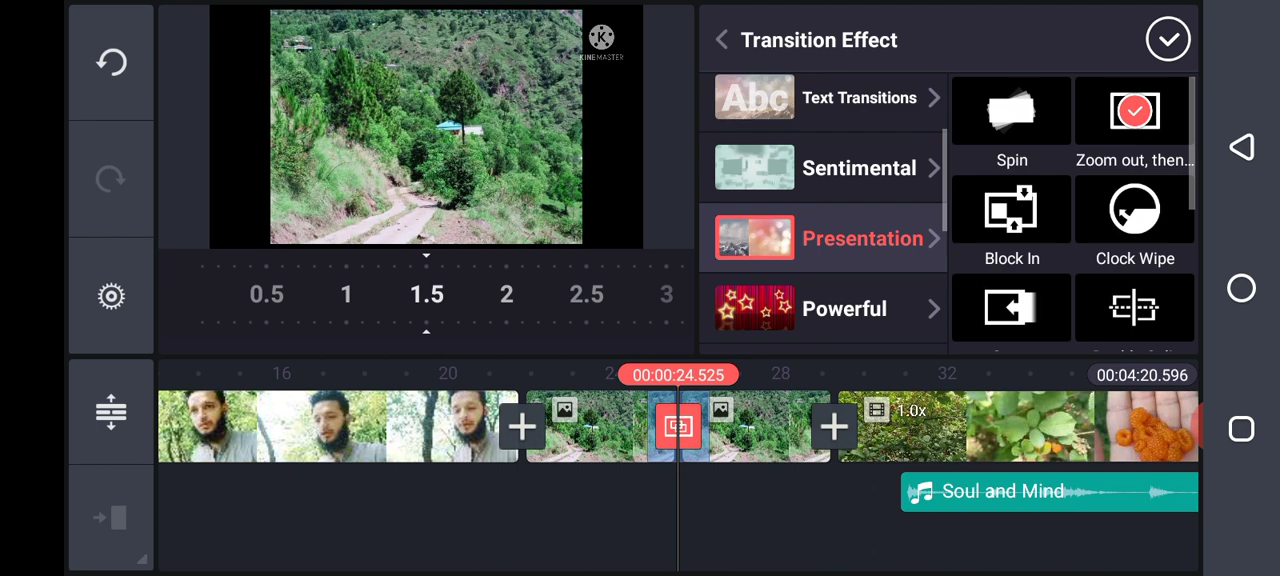 KINEMASTER
Transition Effect
Abc
Text Transitions
Sentimental
Presentation
Powerful
Spin
Zoom out, then...
Block In
Clock Wipe
0.5 1 1.5 2 2.5 3
16 20 00:00:24.525 28 32 00:04:20.596
1.0x
Soul and Mind